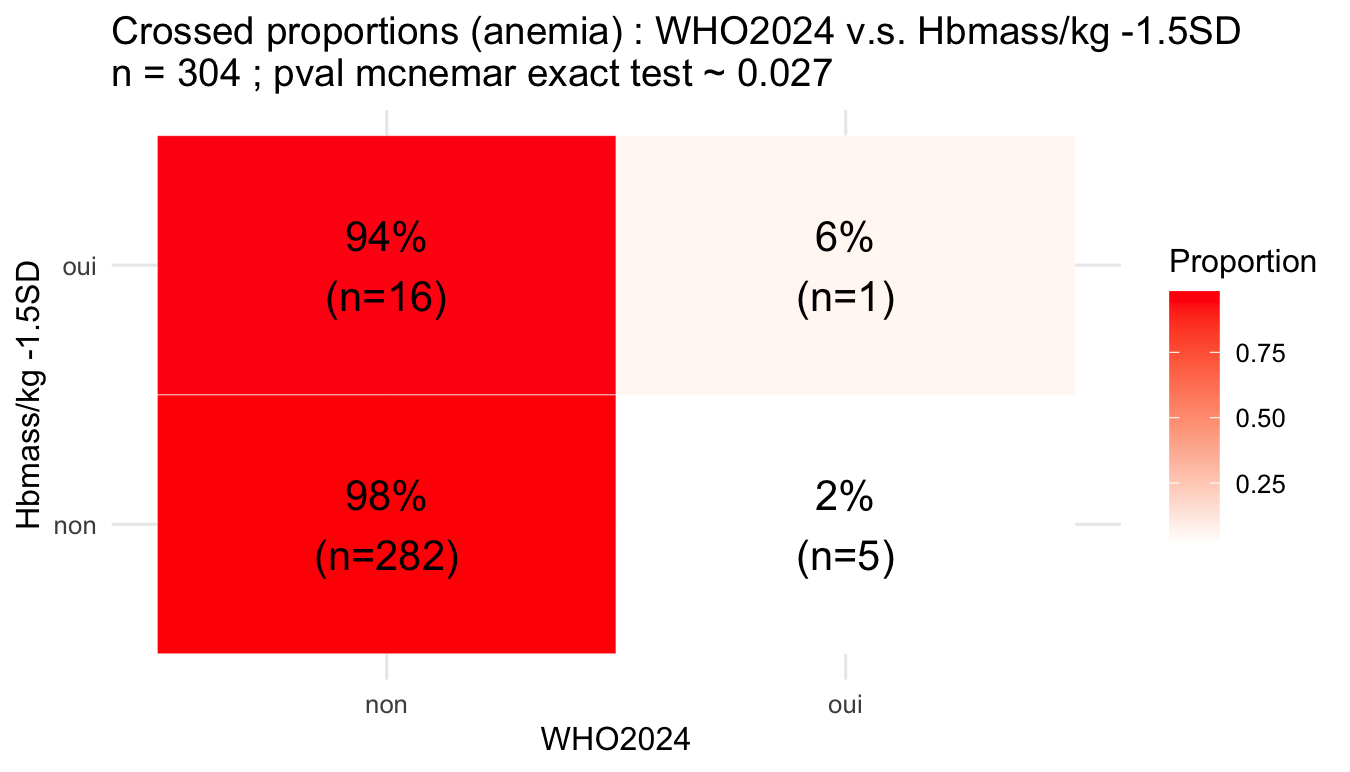 Crossed proportions (anemia) : WHO2024 v.s. Hbmass/kg -1.5SD
n = 304 ; pval mcnemar exact test ~ 0.027
Hbmass/kg -1.5SD
oui
94%
(n=16)
6%
(n=1)
non
98%
(n=282)
2%
(n=5)
non
oui
WHO2024
Proportion
0.75
0.50
0.25